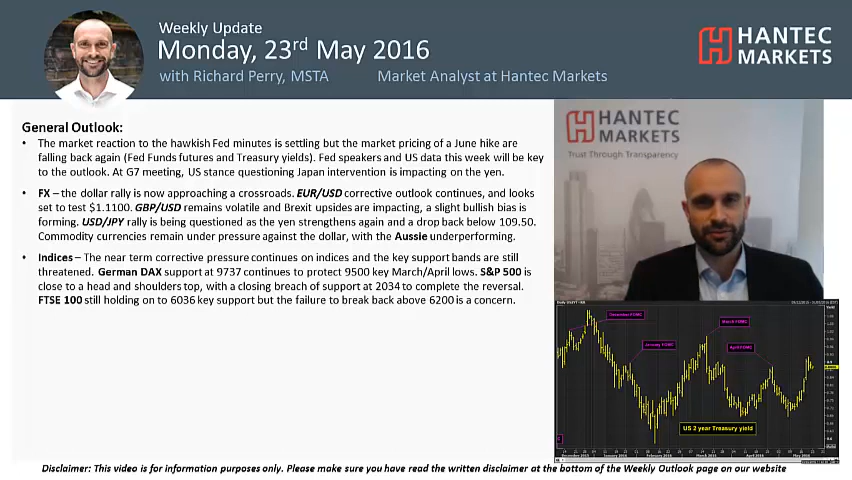 Weekly Update
Monday, 23rd May 2016
with Richard Perry, MSTA Market Analyst at Hantec Markets
HANTEC
MARKETS
General Outlook:
• The market reaction to the hawkish Fed minutes is settling but the market pricing of a June hike are
falling back again (Fed Funds futures and Treasury yields). Fed speakers and US data this week will be key
to the outlook. At G7 meeting, US stance questioning Japan intervention is impacting on the yen.
• FX – the dollar rally is now approaching a crossroads. EUR/USD corrective outlook continues, and looks
set to test $1.1100. GBP/USD remains volatile and Brexit upsides are impacting, a slight bullish bias is
forming. USD/JPY rally is being questioned as the yen strengthens again and a drop back below 109.50.
Commodity currencies remain under pressure against the dollar, with the Aussie underperforming.
• Indices – The near term corrective pressure continues on indices and the key support bands are still
threatened. German DAX support at 9737 continues to protect 9500 key March/April lows. S&P 500 is
close to a head and shoulders top, with a closing breach of support at 2034 to complete the reversal.
FTSE 100 still holding on to 6036 key support but the failure to break back above 6200 is a concern.
HANTEC
MARKETS
Trust Through Transparency
December FOMC
March FOMC
January FOMC
April FOMC
US 2 year Treasury yield
Disclaimer: This video is for information purposes only. Please make sure you have read the written disclaimer at the bottom of the Weekly Outlook page on our website